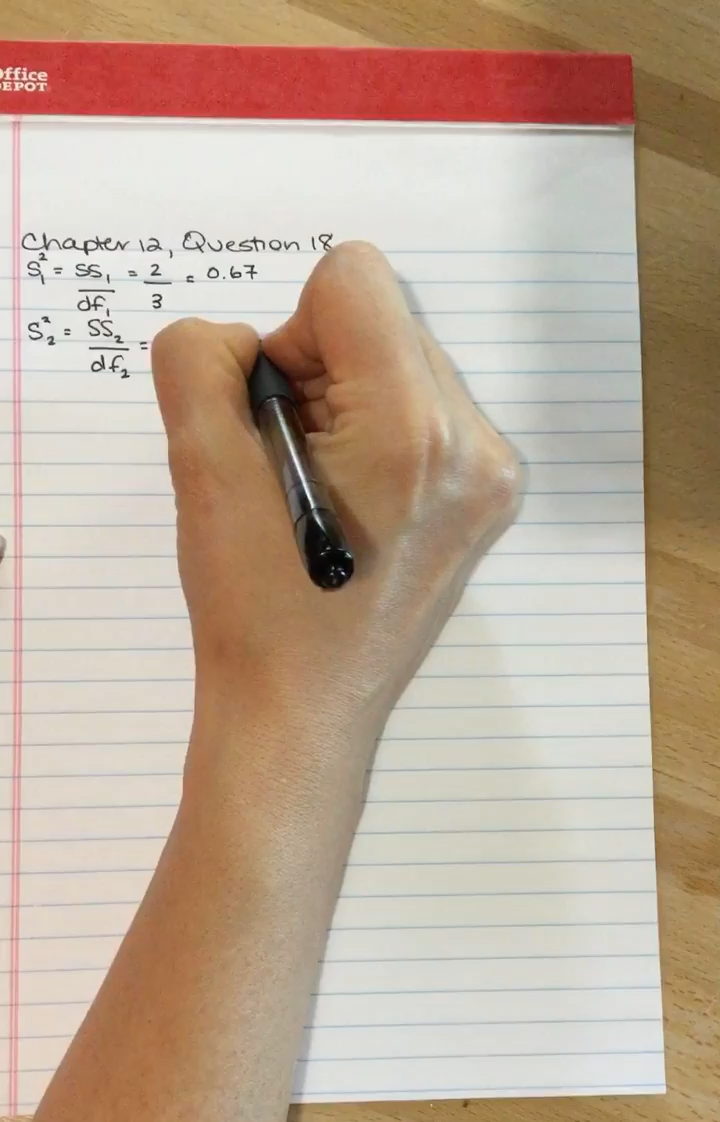 Office
DEPOT
Chapter 12, Question 18
S₁² = SS₁/df₁ = 2/3 = 0.67
S₂² = SS₂/df₂ =